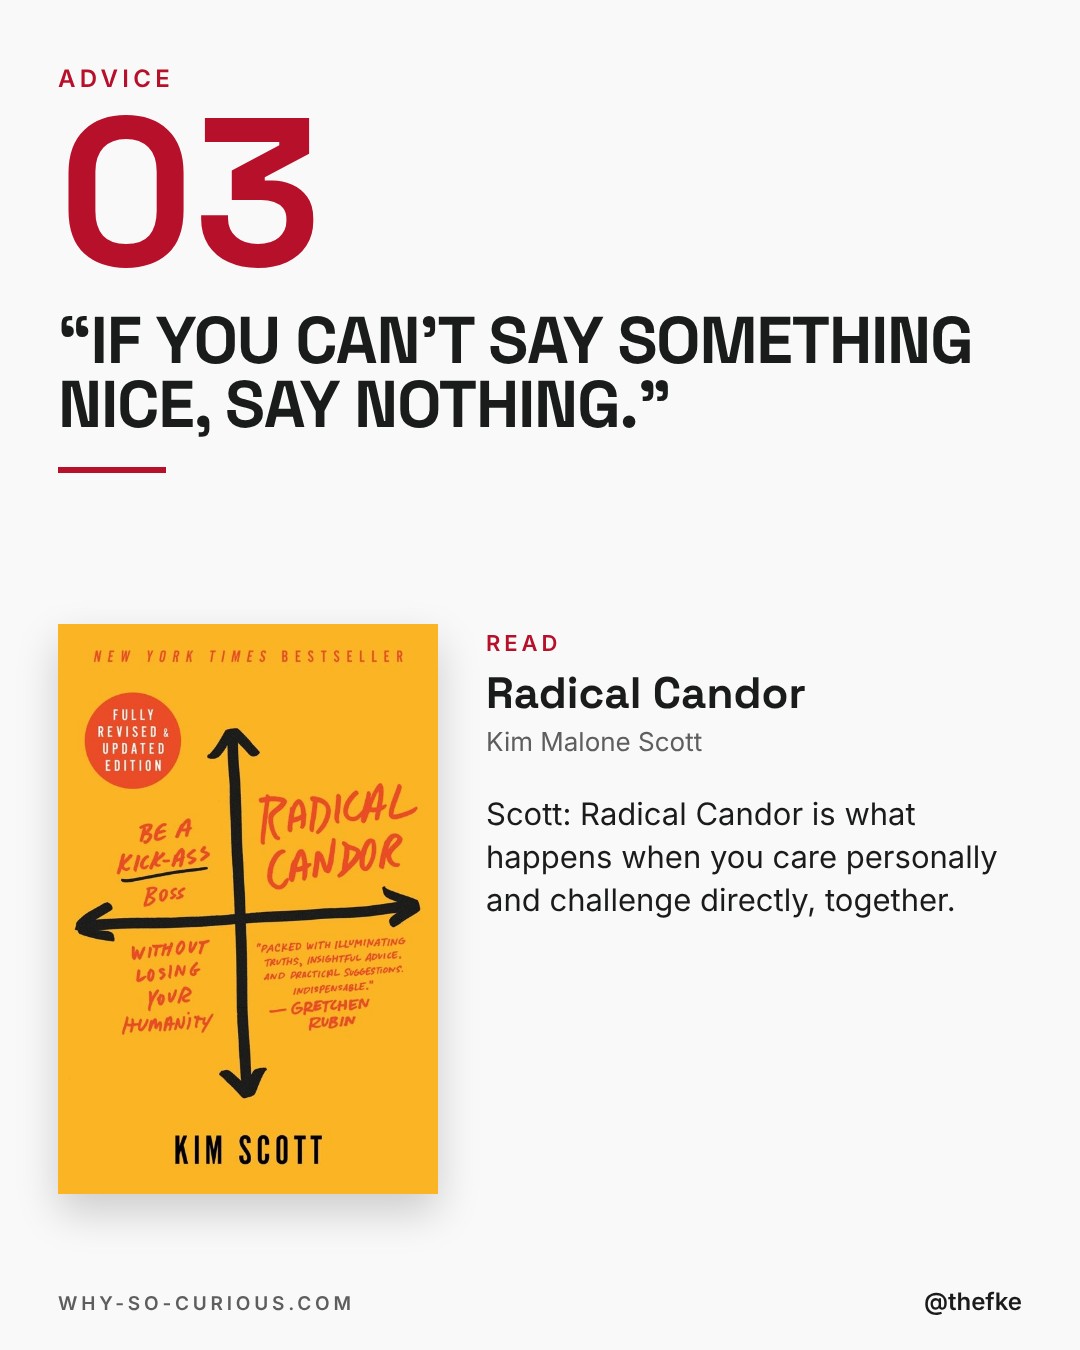 ADVICE
03
“IF YOU CAN’T SAY SOMETHING
NICE, SAY NOTHING.”
NEW YORK TIMES BESTSELLER
FULLY
REVISED &
UPDATED
EDITION
BE A
KICK-ASS
BOSS
RADICAL
CANDOR
WITHOUT
LOSING
YOUR
HUMANITY
"PACKED WITH ILLUMINATING
TRUTHS, INSIGHTFUL ADVICE,
AND PRACTICAL SUGGESTIONS.
INDISPENSABLE."
— GRETCHEN
RUBIN
KIM SCOTT
READ
Radical Candor
Kim Malone Scott
Scott: Radical Candor is what
happens when you care personally
and challenge directly, together.
WHY-SO-CURIOUS.COM
@thefke